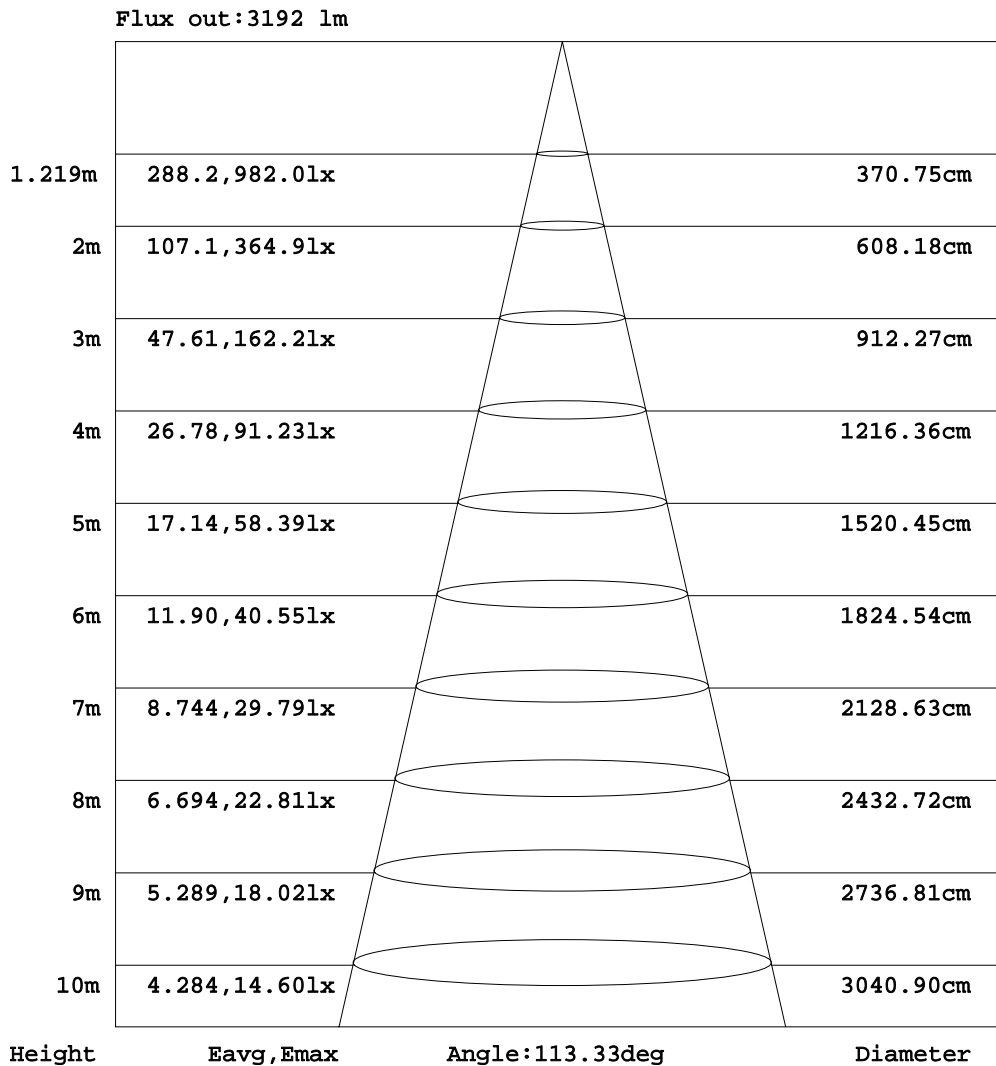 Flux out:3192 lm
1.219m 288.2,982.0lx 370.75cm
2m 107.1,364.9lx 608.18cm
3m 47.61,162.2lx 912.27cm
4m 26.78,91.23lx 1216.36cm
5m 17.14,58.39lx 1520.45cm
6m 11.90,40.55lx 1824.54cm
7m 8.744,29.79lx 2128.63cm
8m 6.694,22.81lx 2432.72cm
9m 5.289,18.02lx 2736.81cm
10m 4.284,14.60lx 3040.90cm
Height Eavg,Emax Angle:113.33deg Diameter